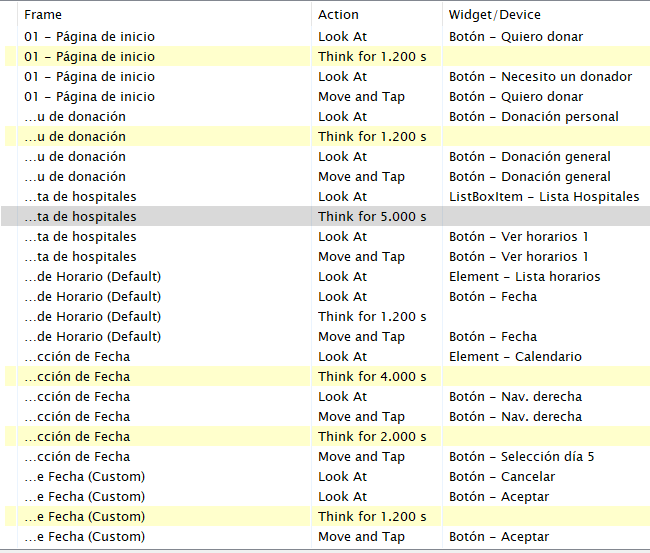 Frame Action Widget/Device
01 - Página de inicio Look At Botón - Quiero donar
01 - Página de inicio Think for 1.200 s
01 - Página de inicio Look At Botón - Necesito un donador
01 - Página de inicio Move and Tap Botón - Quiero donar
...u de donación Look At Botón - Donación personal
...u de donación Think for 1.200 s
...u de donación Look At Botón - Donación general
...u de donación Move and Tap Botón - Donación general
...ta de hospitales Look At ListBoxItem - Lista Hospitales
...ta de hospitales Think for 5.000 s
...ta de hospitales Look At Botón - Ver horarios 1
...ta de hospitales Move and Tap Botón - Ver horarios 1
...de Horario (Default) Look At Element - Lista horarios
...de Horario (Default) Look At Botón - Fecha
...de Horario (Default) Think for 1.200 s
...de Horario (Default) Move and Tap Botón - Fecha
...cción de Fecha Look At Element - Calendario
...cción de Fecha Think for 4.000 s
...cción de Fecha Look At Botón - Nav. derecha
...cción de Fecha Move and Tap Botón - Nav. derecha
...cción de Fecha Think for 2.000 s
...cción de Fecha Move and Tap Botón - Selección día 5
...e Fecha (Custom) Look At Botón - Cancelar
...e Fecha (Custom) Look At Botón - Aceptar
...e Fecha (Custom) Think for 1.200 s
...e Fecha (Custom) Move and Tap Botón - Aceptar